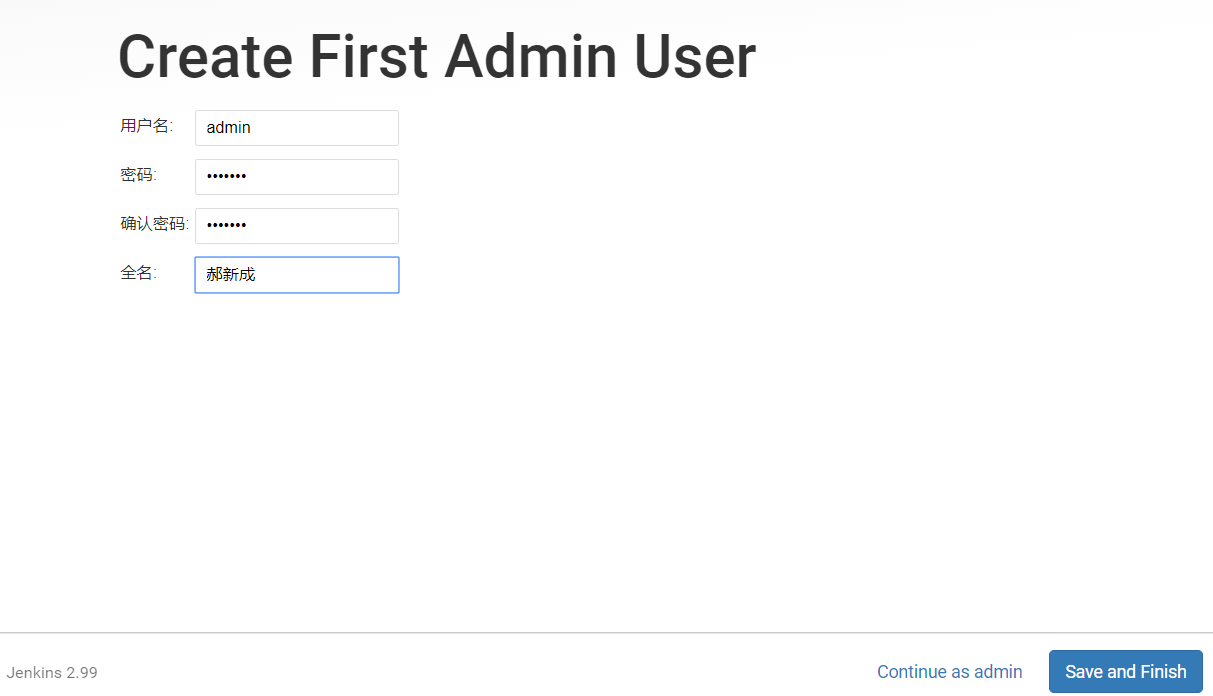 Create First Admin User
用户名: admin
密码: •••••••
确认密码: •••••••
全名: 郝新成
Jenkins 2.99 Continue as admin Save and Finish